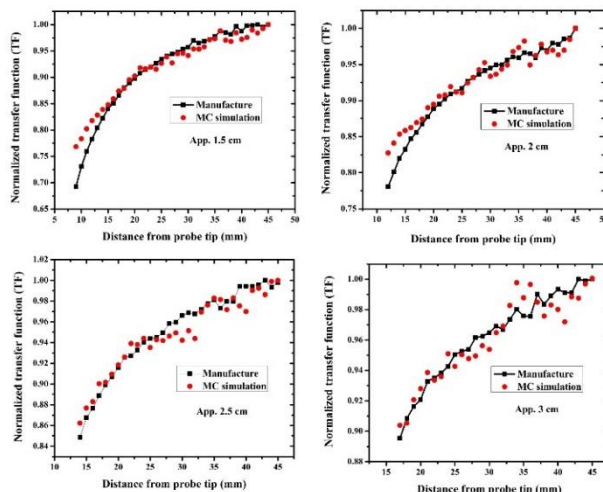 Normalized transfer function (TF)
1.00
0.95
0.90
0.85
0.80
0.75
0.70
0.65
Manufacture
MC simulation
App. 1.5 cm
5 10 15 20 25 30 35 40 45 50
Distance from probe tip (mm)
Normalized transfer function (TF)
1.00
0.95
0.90
0.85
0.80
0.75
Manufacture
MC simulation
App. 2 cm
10 15 20 25 30 35 40 45 50
Distance from probe tip (mm)
Normalized transfer function (TF)
1.00
0.98
0.96
0.94
0.92
0.90
0.88
0.86
0.84
Manufacture
MC simulation
App. 2.5 cm
10 15 20 25 30 35 40 45
Distance from probe tip (mm)
Normalized transfer function (TF)
1.00
0.98
0.96
0.94
0.92
0.90
0.88
Manufacture
MC simulation
App. 3 cm
15 20 25 30 35 40 45
Distance from probe tip (mm)